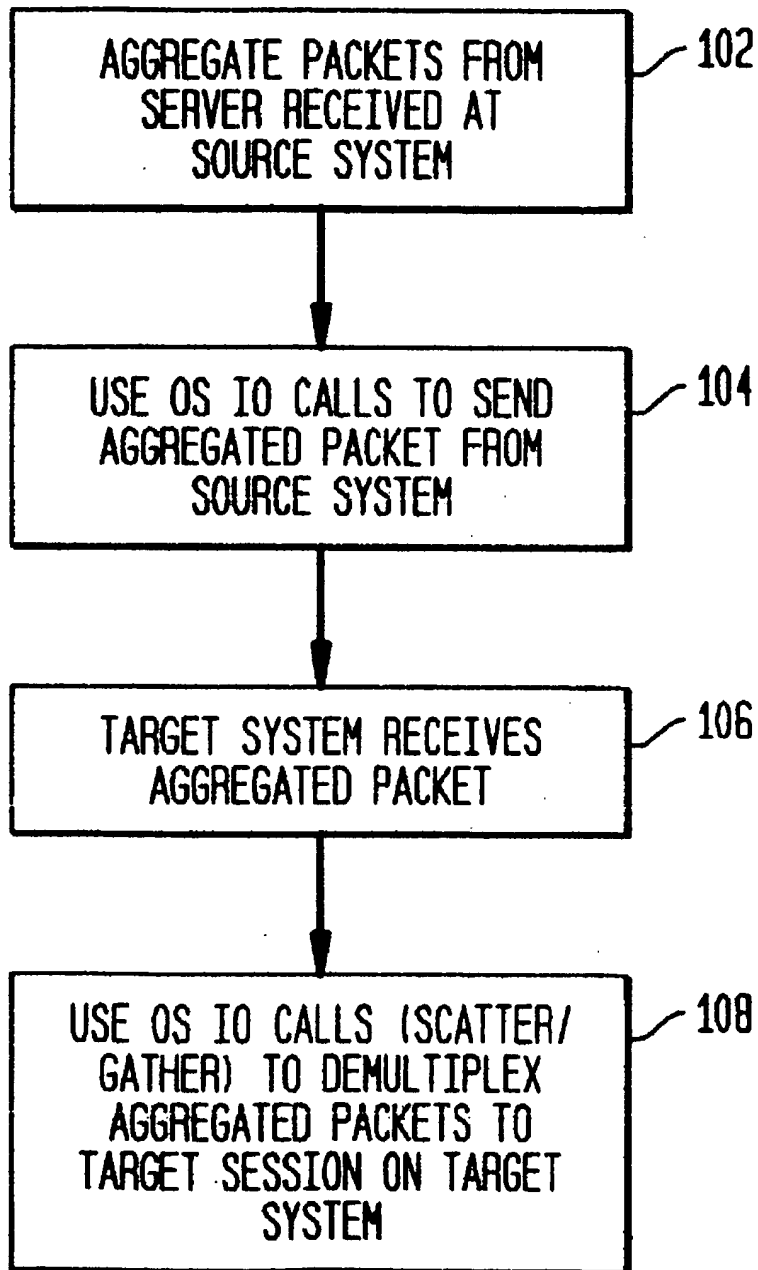 AGGREGATE PACKETS FROM
SERVER RECEIVED AT
SOURCE SYSTEM
102
USE OS IO CALLS TO SEND
AGGREGATED PACKET FROM
SOURCE SYSTEM
104
TARGET SYSTEM RECEIVES
AGGREGATED PACKET
106
USE OS IO CALLS (SCATTER/
GATHER) TO DEMULTIPLEX
AGGREGATED PACKETS TO
TARGET SESSION ON TARGET
SYSTEM
108